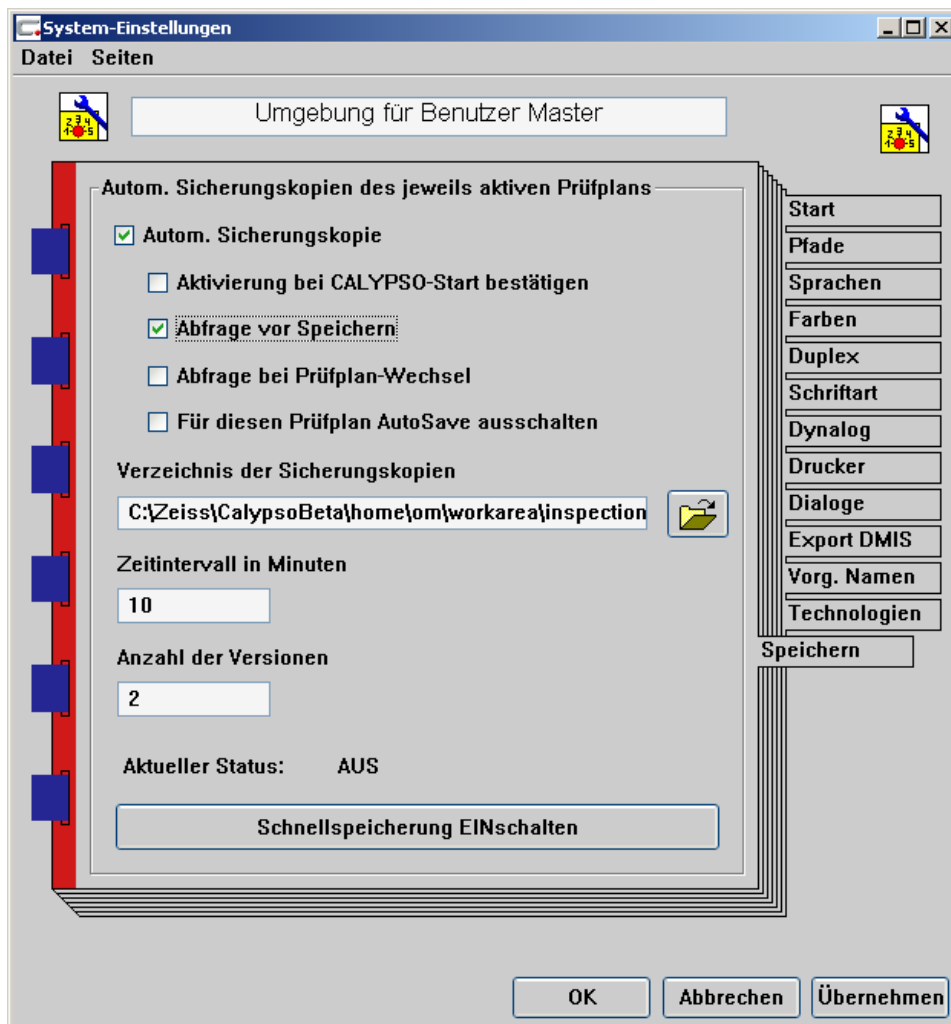 System-Einstellungen
Datei Seiten
Umgebung für Benutzer Master
Autom. Sicherungskopien des jeweils aktiven Prüfplans
Autom. Sicherungskopie
Aktivierung bei CALYPSO-Start bestätigen
Abfrage vor Speichern
Abfrage bei Prüfplan-Wechsel
Für diesen Prüfplan AutoSave ausschalten
Verzeichnis der Sicherungskopien
C:\Zeiss\CalypsoBeta\home\om\workarea\inspection
Zeitintervall in Minuten
10
Anzahl der Versionen
2
Aktueller Status: AUS
Schnellspeicherung EINschalten
Start
Pfade
Sprachen
Farben
Duplex
Schriftart
Dynalog
Drucker
Dialoge
Export DMIS
Vorg. Namen
Technologien
Speichern
OK Abbrechen Übernehmen